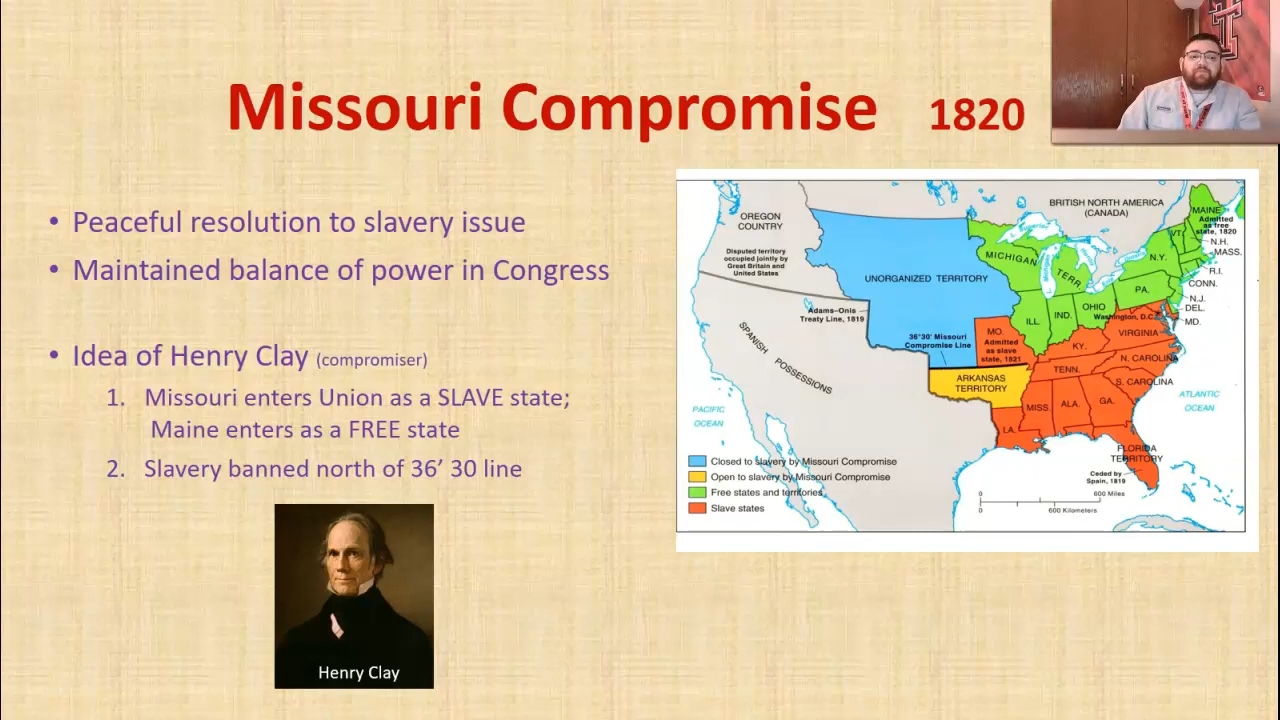 Missouri Compromise 1820
• Peaceful resolution to slavery issue
• Maintained balance of power in Congress
• Idea of Henry Clay (compromiser)
1. Missouri enters Union as a SLAVE state;
Maine enters as a FREE state
2. Slavery banned north of 36’ 30 line
Henry Clay
OREGON
COUNTRY
Disputed territory
occupied jointly by
Great Britain and
United States
BRITISH NORTH AMERICA
(CANADA)
MAINE
Admitted
as free
state, 1820
VT.
N.H.
MASS.
N.Y.
R.I.
CONN.
MICHIGAN
TERR.
UNORGANIZED TERRITORY
PA.
N.J.
DEL.
MD.
OHIO
IND.
ILL.
Washington, D.C.
Adams–Onís
Treaty Line, 1819
36°30′ Missouri
Compromise Line
MO.
Admitted
as slave
state, 1821
VIRGINIA
KY.
N. CAROLINA
TENN.
S. CAROLINA
ARKANSAS
TERRITORY
SPANISH POSSESSIONS
MISS.
ALA.
GA.
LA.
PACIFIC
OCEAN
ATLANTIC
OCEAN
FLORIDA
TERRITORY
Ceded by
Spain, 1819
Closed to slavery by Missouri Compromise
Open to slavery by Missouri Compromise
Free states and territories
Slave states
0 600 Miles
0 600 Kilometers